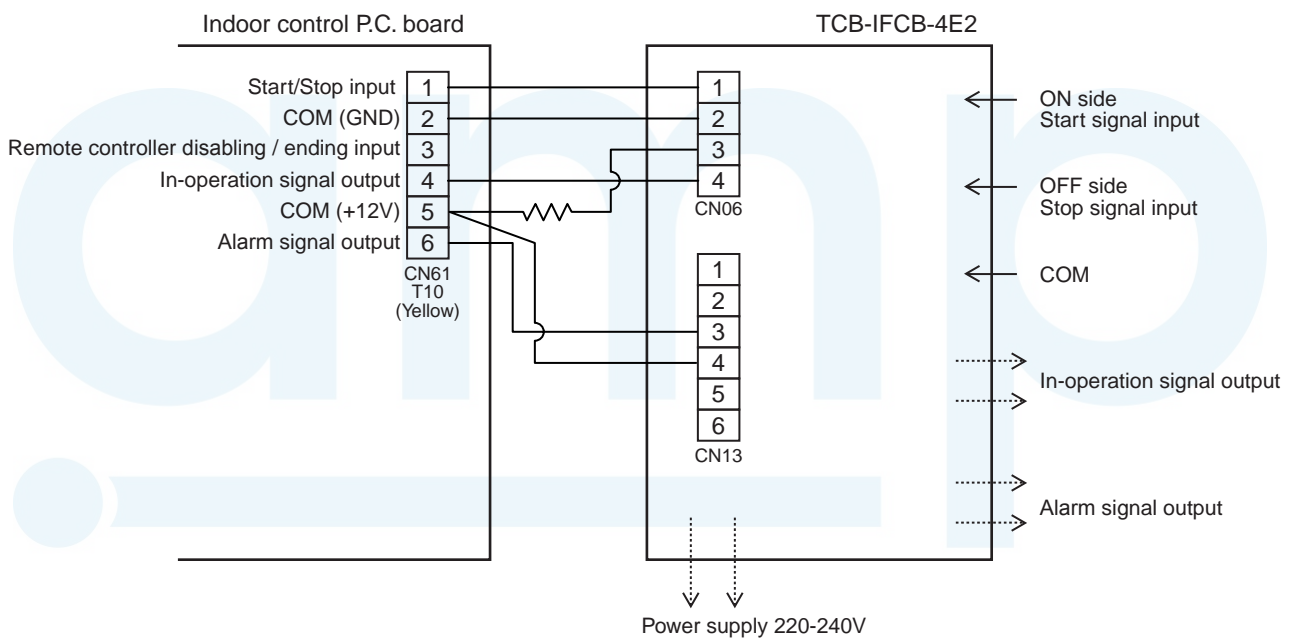 Indoor control P.C. board
TCB-IFCB-4E2
Start/Stop input 1
COM (GND) 2
Remote controller disabling / ending input 3
In-operation signal output 4
COM (+12V) 5
Alarm signal output 6
CN61
T10
(Yellow)
1
2
3
4
CN06
1
2
3
4
5
6
CN13
ON side
Start signal input
OFF side
Stop signal input
COM
In-operation signal output
Alarm signal output
Power supply 220-240V
amp